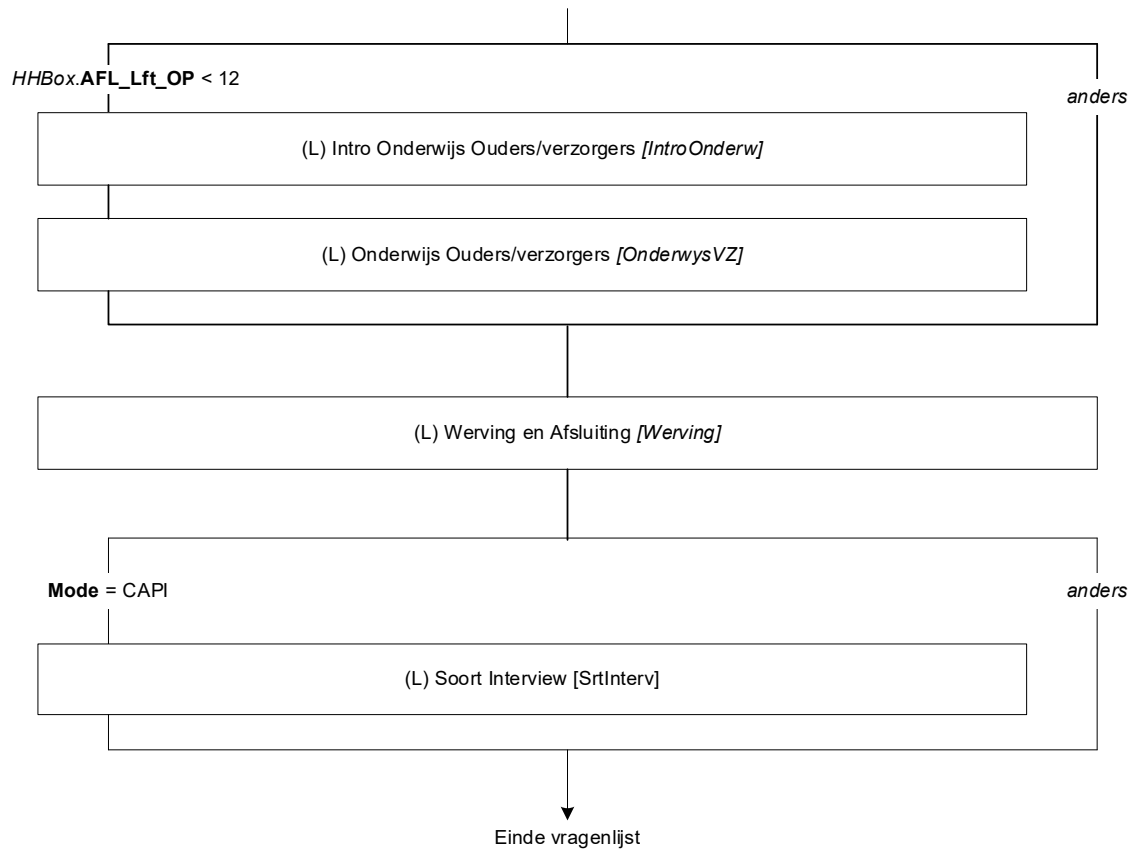 HHBox.AFL_Lft_OP < 12
anders
(L) Intro Onderwijs Ouders/verzorgers [IntroOnderw]
(L) Onderwijs Ouders/verzorgers [OnderwysVZ]
(L) Werving en Afsluiting [Werving]
Mode = CAPI
anders
(L) Soort Interview [SrtInterv]
Einde vragenlijst